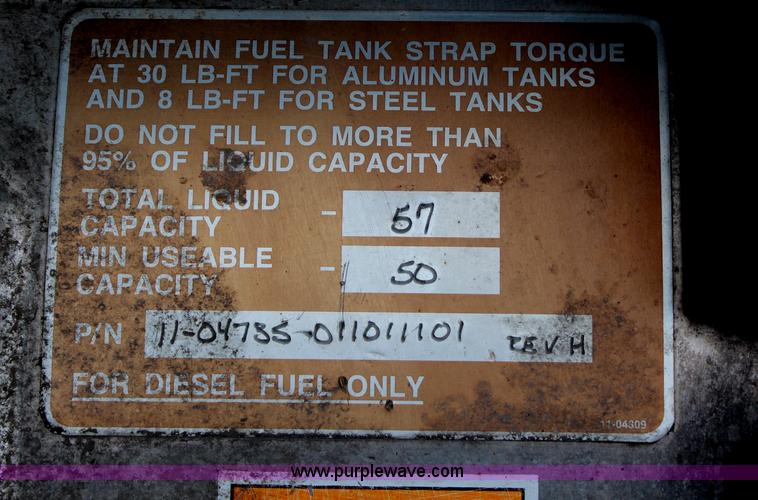 MAINTAIN FUEL TANK STRAP TORQUE
AT 30 LB-FT FOR ALUMINUM TANKS
AND 8 LB-FT FOR STEEL TANKS
DO NOT FILL TO MORE THAN
95% OF LIQUID CAPACITY
TOTAL LIQUID
CAPACITY - 57
MIN USEABLE
CAPACITY - 50
P/N 11-04735-011011101 REV H
FOR DIESEL FUEL ONLY
11-04309
www.purplewave.com